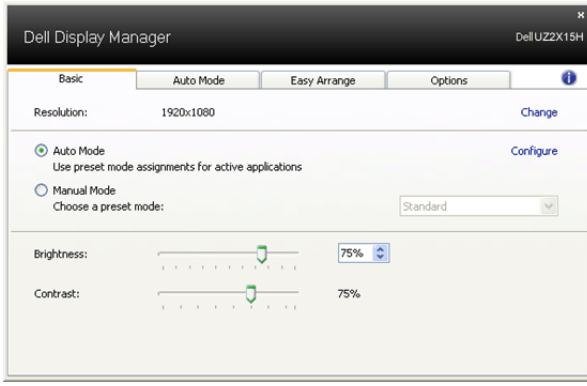 Dell Display Manager
Dell UZ2X15H
Basic
Auto Mode
Easy Arrange
Options
Resolution:
1920x1080
Change
Auto Mode
Configure
Use preset mode assignments for active applications
Manual Mode
Choose a preset mode:
Standard
Brightness:
75%
Contrast:
75%